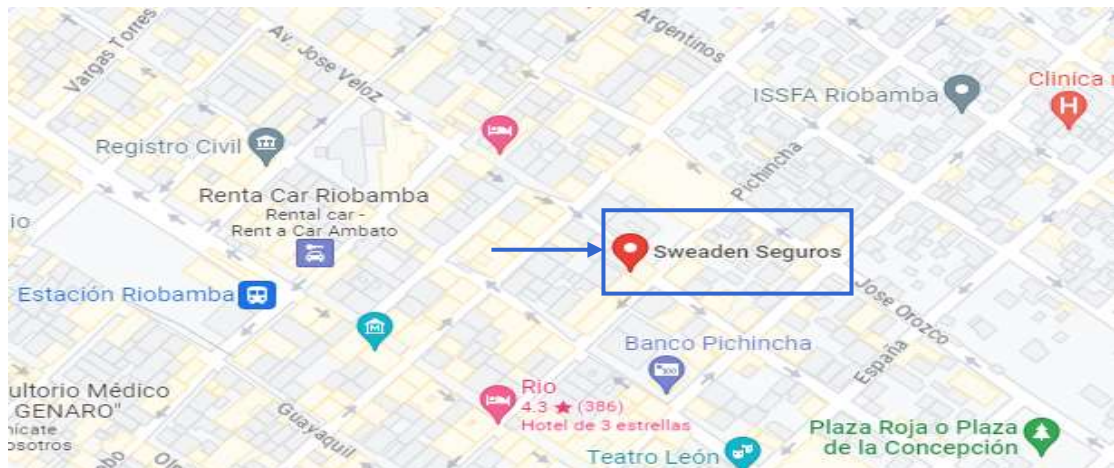 Vargas Torres
Av. Jose Veloz
Argentinos
Clinica
ISSFA Riobamba
Registro Civil
Pichincha
Renta Car Riobamba
Rental car -
Rent a Car Ambato
io
Sweaden Seguros
Estación Riobamba
Jose Orozco
Banco Pichincha
España
ultorio Médico
GENARO"
nícate
osotros
Guayaquil
Rio
4.3 ★ (386)
Hotel de 3 estrellas
Plaza Roja o Plaza
de la Concepción
Teatro León